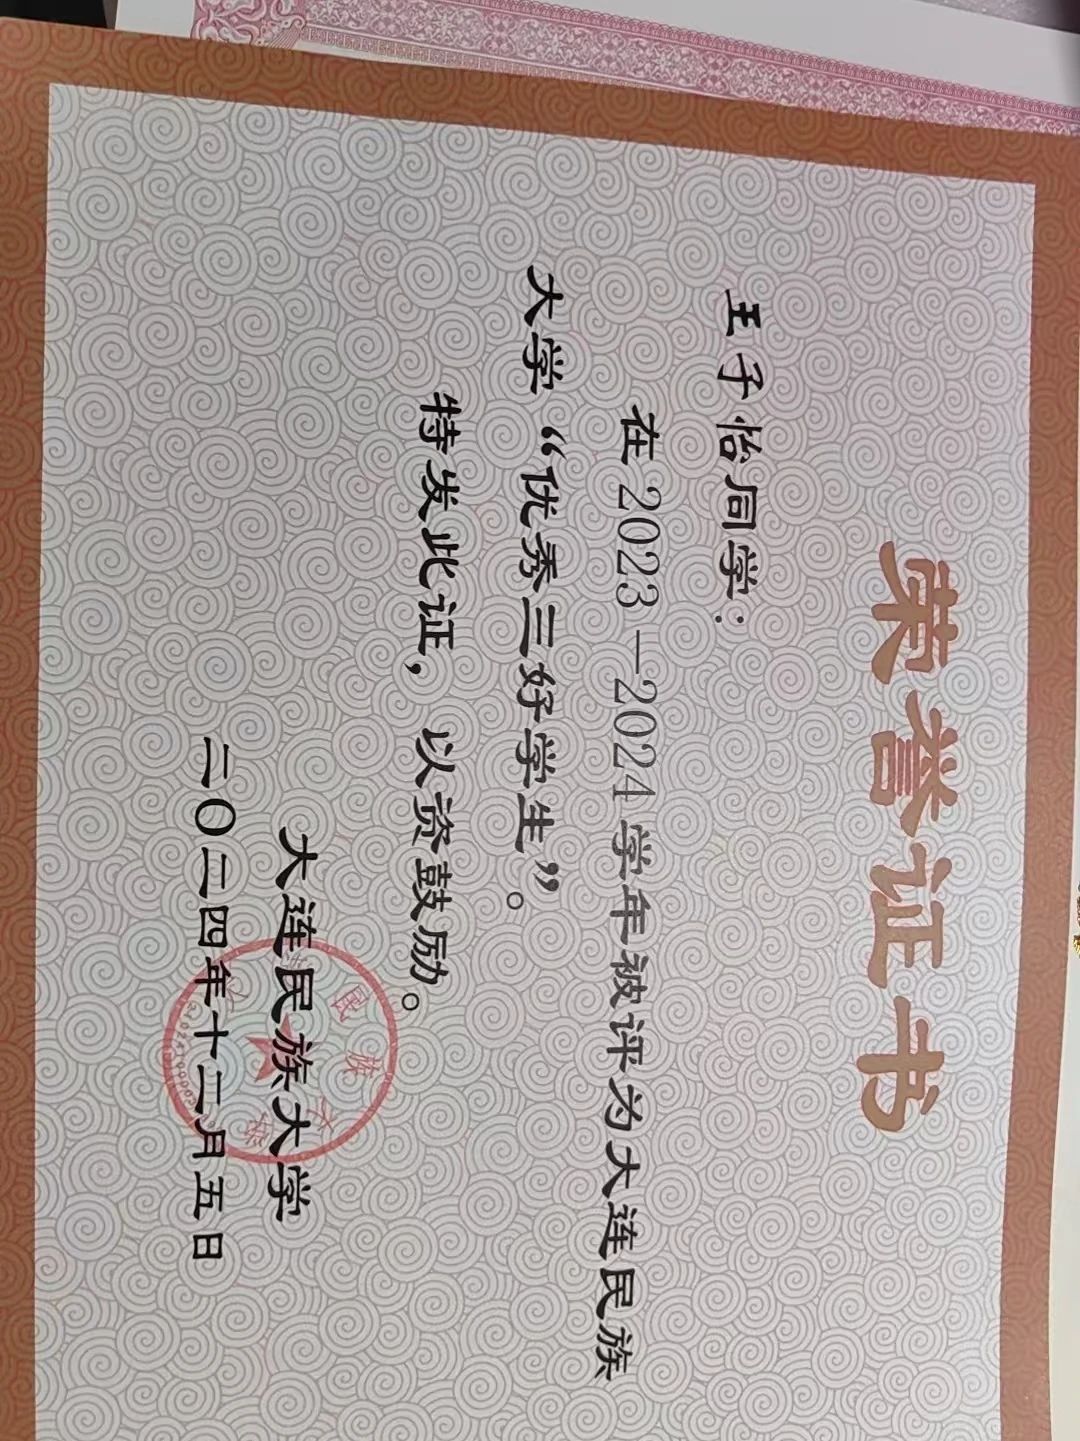 荣誉证书
王子怡同学：
在2023－2024学年被评为大连民族
大学“优秀三好学生”。
特发此证，以资鼓励。
大连民族大学
二〇二四年十二月五日